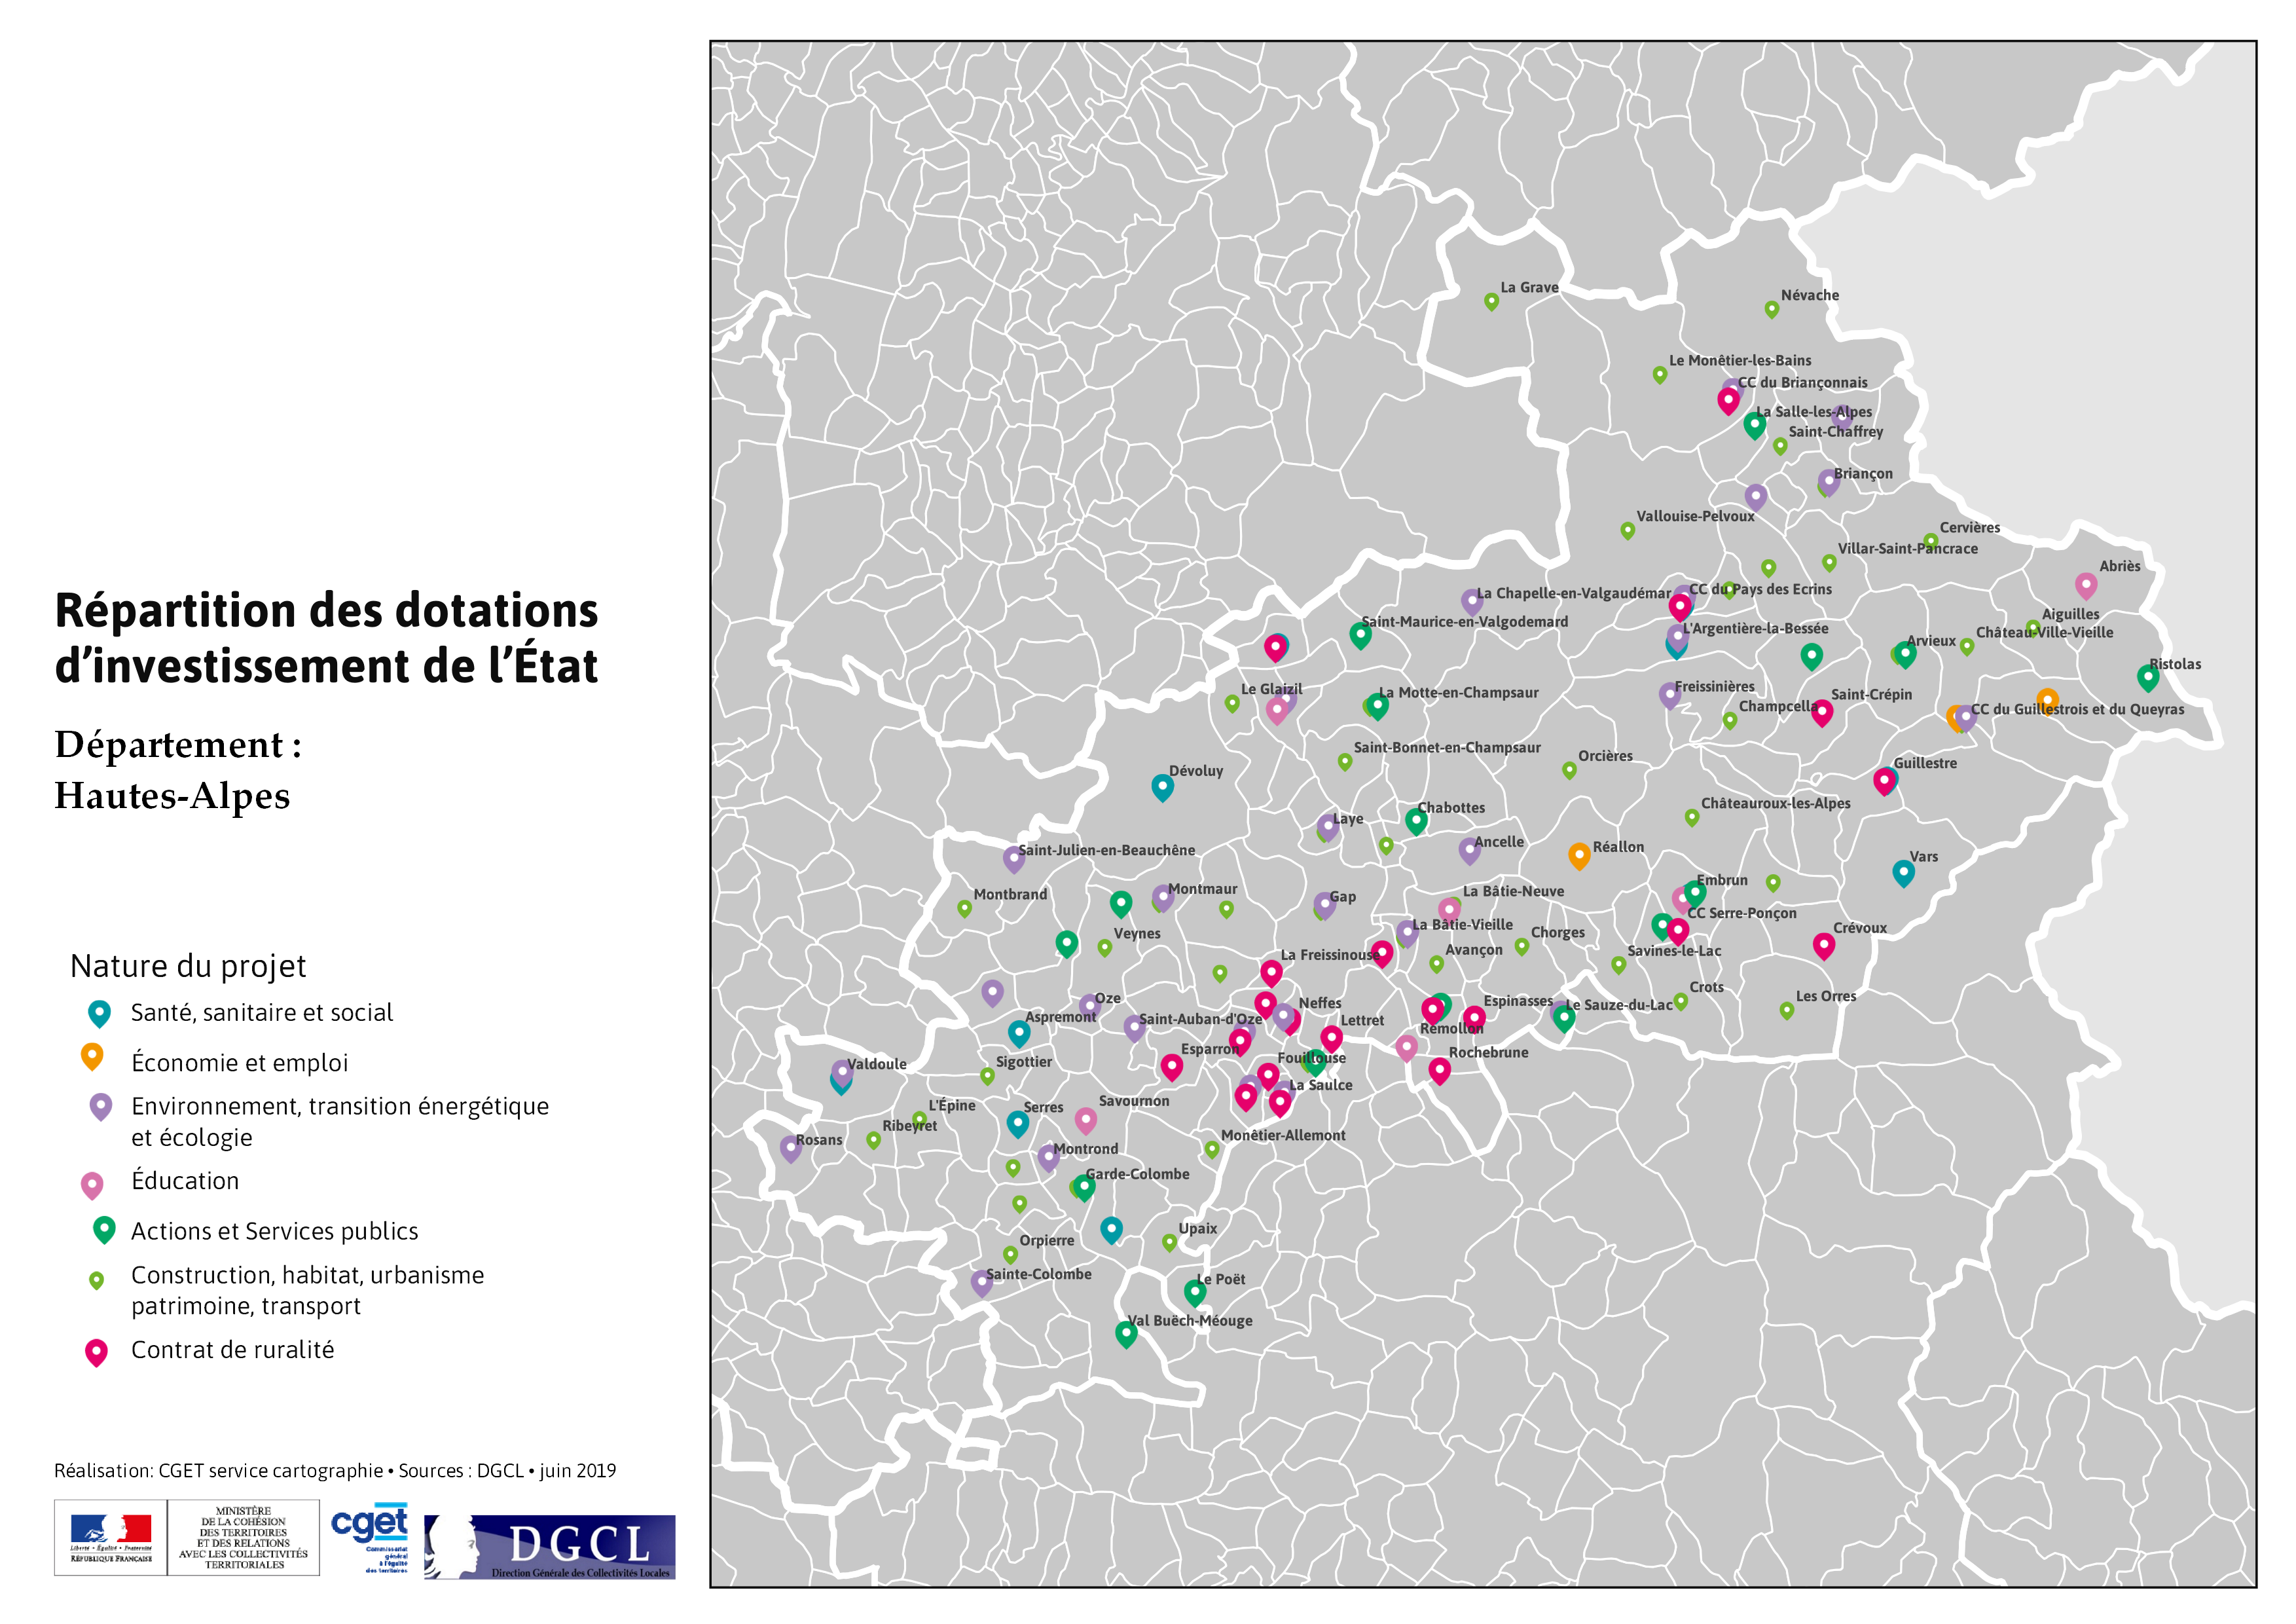 Répartition des dotations
d’investissement de l’État
Département :
Hautes-Alpes
Nature du projet
Santé, sanitaire et social
Économie et emploi
Environnement, transition énergétique
et écologie
Éducation
Actions et Services publics
Construction, habitat, urbanisme
patrimoine, transport
Contrat de ruralité
Réalisation: CGET service cartographie • Sources : DGCL • juin 2019
Liberté • Égalité • Fraternité
RÉPUBLIQUE FRANÇAISE
MINISTÈRE
DE LA COHÉSION
DES TERRITOIRES
ET DES RELATIONS
AVEC LES COLLECTIVITÉS
TERRITORIALES
cget
Commissariat
général
à l'égalité
des territoires
DGCL
Direction Générale des Collectivités Locales
La Grave
Névache
Le Monêtier-les-Bains
CC du Briançonnais
La Salle-les-Alpes
Saint-Chaffrey
Briançon
Vallouise-Pelvoux
Cervières
Villar-Saint-Pancrace
Abriès
La Chapelle-en-Valgaudémar
CC du Pays des Ecrins
Aiguilles
Saint-Maurice-en-Valgodemard
L'Argentière-la-Bessée
Château-Ville-Vieille
Arvieux
Ristolas
Le Glaizil
La Motte-en-Champsaur
Freissinières
Saint-Crépin
Champcella
CC du Guillestrois et du Queyras
Saint-Bonnet-en-Champsaur
Orcières
Guillestre
Dévoluy
Châteauroux-les-Alpes
Chabottes
Laye
Ancelle
Réallon
Saint-Julien-en-Beauchêne
Vars
Embrun
Montmaur
La Bâtie-Neuve
Montbrand
Gap
CC Serre-Ponçon
La Bâtie-Vieille
Crévoux
Veynes
Chorges
Avançon
Savines-le-Lac
La Freissinouse
Crots
Les Orres
Oze
Neffes
Espinasses
Le Sauze-du-Lac
Aspremont
Saint-Auban-d'Oze
Lettret
Remollon
Esparron
Rochebrune
Sigottier
Fouillouse
Valdoule
La Saulce
L'Épine
Serres
Savournon
Ribeyret
Monêtier-Allemont
Rosans
Montrond
Garde-Colombe
Upaix
Orpierre
Sainte-Colombe
Le Poët
Val Buëch-Méouge